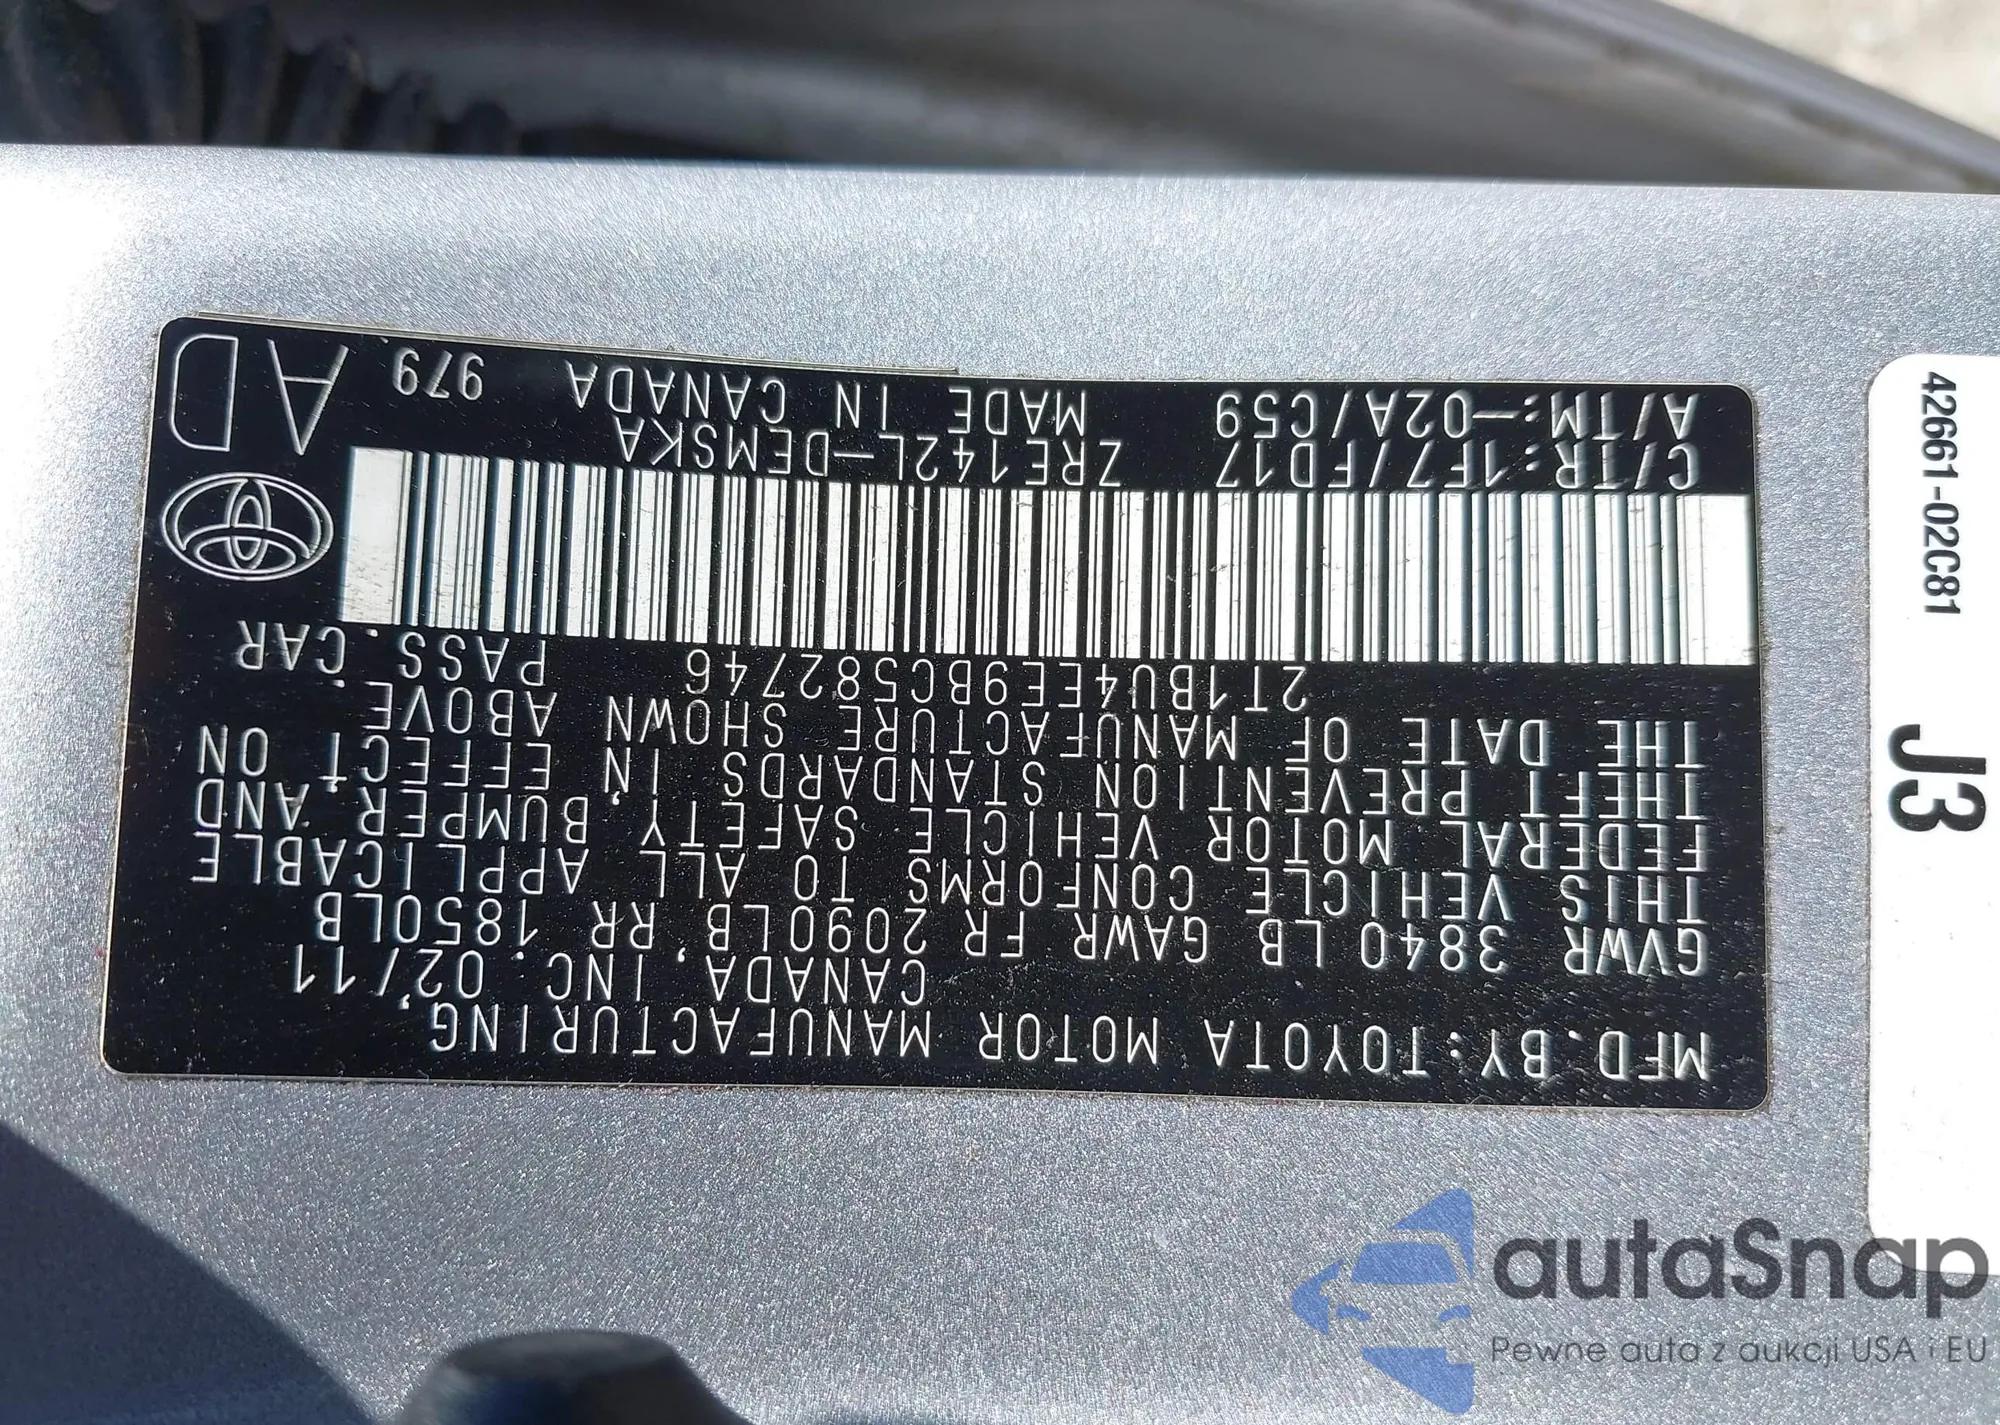 MFD. BY: TOYOTA MOTOR MANUFACTURING
CANADA, INC. 02/11
GVWR 3840 LB GAWR FR 2090LB, RR 1850LB
THIS VEHICLE CONFORMS TO ALL APPLICABLE
FEDERAL MOTOR VEHICLE SAFETY, BUMPER AND
THEFT PREVENTION STANDARDS IN EFFECT ON
THE DATE OF MANUFACTURE SHOWN ABOVE.
2T1BU4EE9BC582746 PASS. CAR
C/TR: 1F7/FD17 ZRE142L-DEMSKA
A/TM: -02A/C59 MADE IN CANADA 979
AD
42661-02C81
J3
autaSnap
Pewne auta z aukcji USA i EU